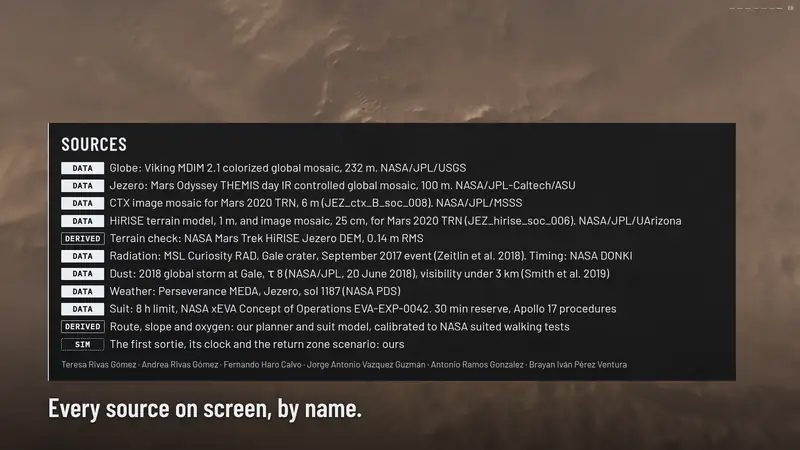 10
SOURCES
DATA Globe: Viking MDIM 2.1 colorized global mosaic, 232 m. NASA/JPL/USGS
DATA Jezero: Mars Odyssey THEMIS day IR controlled global mosaic, 100 m. NASA/JPL-Caltech/ASU
DATA CTX image mosaic for Mars 2020 TRN, 6 m (JEZ_ctx_B_soc_008). NASA/JPL/MSSS
DATA HiRISE terrain model, 1 m, and image mosaic, 25 cm, for Mars 2020 TRN (JEZ_hirise_soc_006). NASA/JPL/UArizona
DERIVED Terrain check: NASA Mars Trek HiRISE Jezero DEM, 0.14 m RMS
DATA Radiation: MSL Curiosity RAD, Gale crater, September 2017 event (Zeitlin et al. 2018). Timing: NASA DONKI
DATA Dust: 2018 global storm at Gale, τ 8 (NASA/JPL, 20 June 2018), visibility under 3 km (Smith et al. 2019)
DATA Weather: Perseverance MEDA, Jezero, sol 1187 (NASA PDS)
DATA Suit: 8 h limit, NASA xEVA Concept of Operations EVA-EXP-0042. 30 min reserve, Apollo 17 procedures
DERIVED Route, slope and oxygen: our planner and suit model, calibrated to NASA suited walking tests
SIM The first sortie, its clock and the return zone scenario: ours
Teresa Rivas Gómez · Andrea Rivas Gómez · Fernando Haro Calvo · Jorge Antonio Vazquez Guzmán · Antonio Ramos Gonzalez · Brayan Iván Pérez Ventura
Every source on screen, by name.